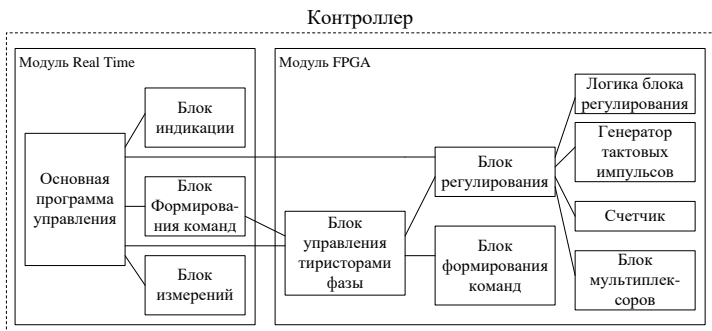 Контроллер
Модуль Real Time
Блок
индикации
Основная
программа
управления
Блок
Формирова-
ния команд
Блок
измерений
Модуль FPGA
Блок
управления
тиристорами
фазы
Блок
регулирования
Блок
формирования
команд
Логика блока
регулирования
Генератор
тактовых
импульсов
Счетчик
Блок
мультиплек-
соров